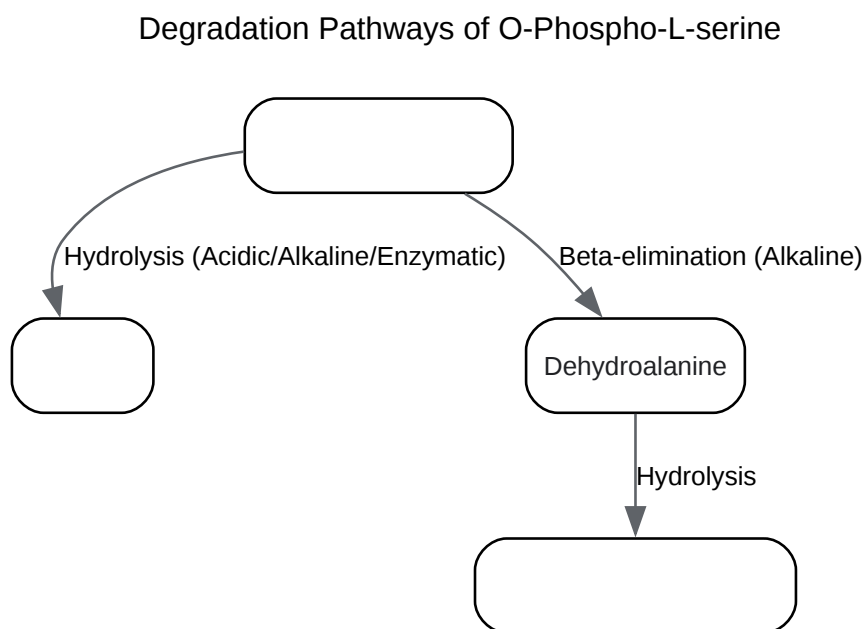 Degradation Pathways of O-Phospho-L-serine
Hydrolysis (Acidic/Alkaline/Enzymatic)
Beta-elimination (Alkaline)
Dehydroalanine
Hydrolysis